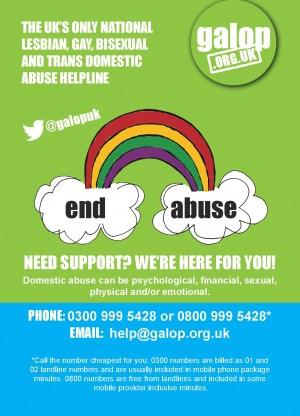 THE UK'S ONLY NATIONAL
LESBIAN, GAY, BISEXUAL
AND TRANS DOMESTIC
ABUSE HELPLINE
galop
.ORG.UK
@galopuk
end abuse
NEED SUPPORT? WE'RE HERE FOR YOU!
Domestic abuse can be psychological, financial, sexual,
physical and/or emotional.
PHONE: 0300 999 5428 or 0800 999 5428*
EMAIL: help@galop.org.uk
*Call the number cheapest for you: 0300 numbers are billed as 01 and
02 landline numbers and are usually included in mobile phone package
minutes. 0800 numbers are free from landlines and included in some
mobile provider inclusive minutes.